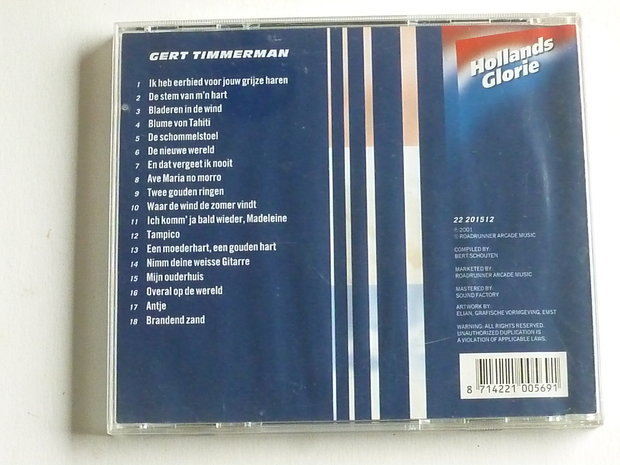 GERT TIMMERMAN
1 Ik heb eerbied voor jouw grijze haren
2 De stem van m'n hart
3 Bladeren in de wind
4 Blume von Tahiti
5 De schommelstoel
6 De nieuwe wereld
7 En dat vergeet ik nooit
8 Ave Maria no morro
9 Twee gouden ringen
10 Waar de wind de zomer vindt
11 Ich komm' ja bald wieder, Madeleine
12 Tampico
13 Een moederhart, een gouden hart
14 Nimm deine weisse Gitarre
15 Mijn ouderhuis
16 Overal op de wereld
17 Antje
18 Brandend zand
Hollands
Glorie
22 201512
℗ 2001
© ROADRUNNER ARCADE MUSIC
COMPILED BY:
BERT SCHOUTEN
MARKETED BY:
ROADRUNNER ARCADE MUSIC
MASTERED BY:
SOUND FACTORY
ARTWORK BY:
ELIAN, GRAFISCHE VORMGEVING, EMST
WARNING: ALL RIGHTS RESERVED.
UNAUTHORIZED DUPLICATION IS
A VIOLATION OF APPLICABLE LAWS.
8 714221 005691